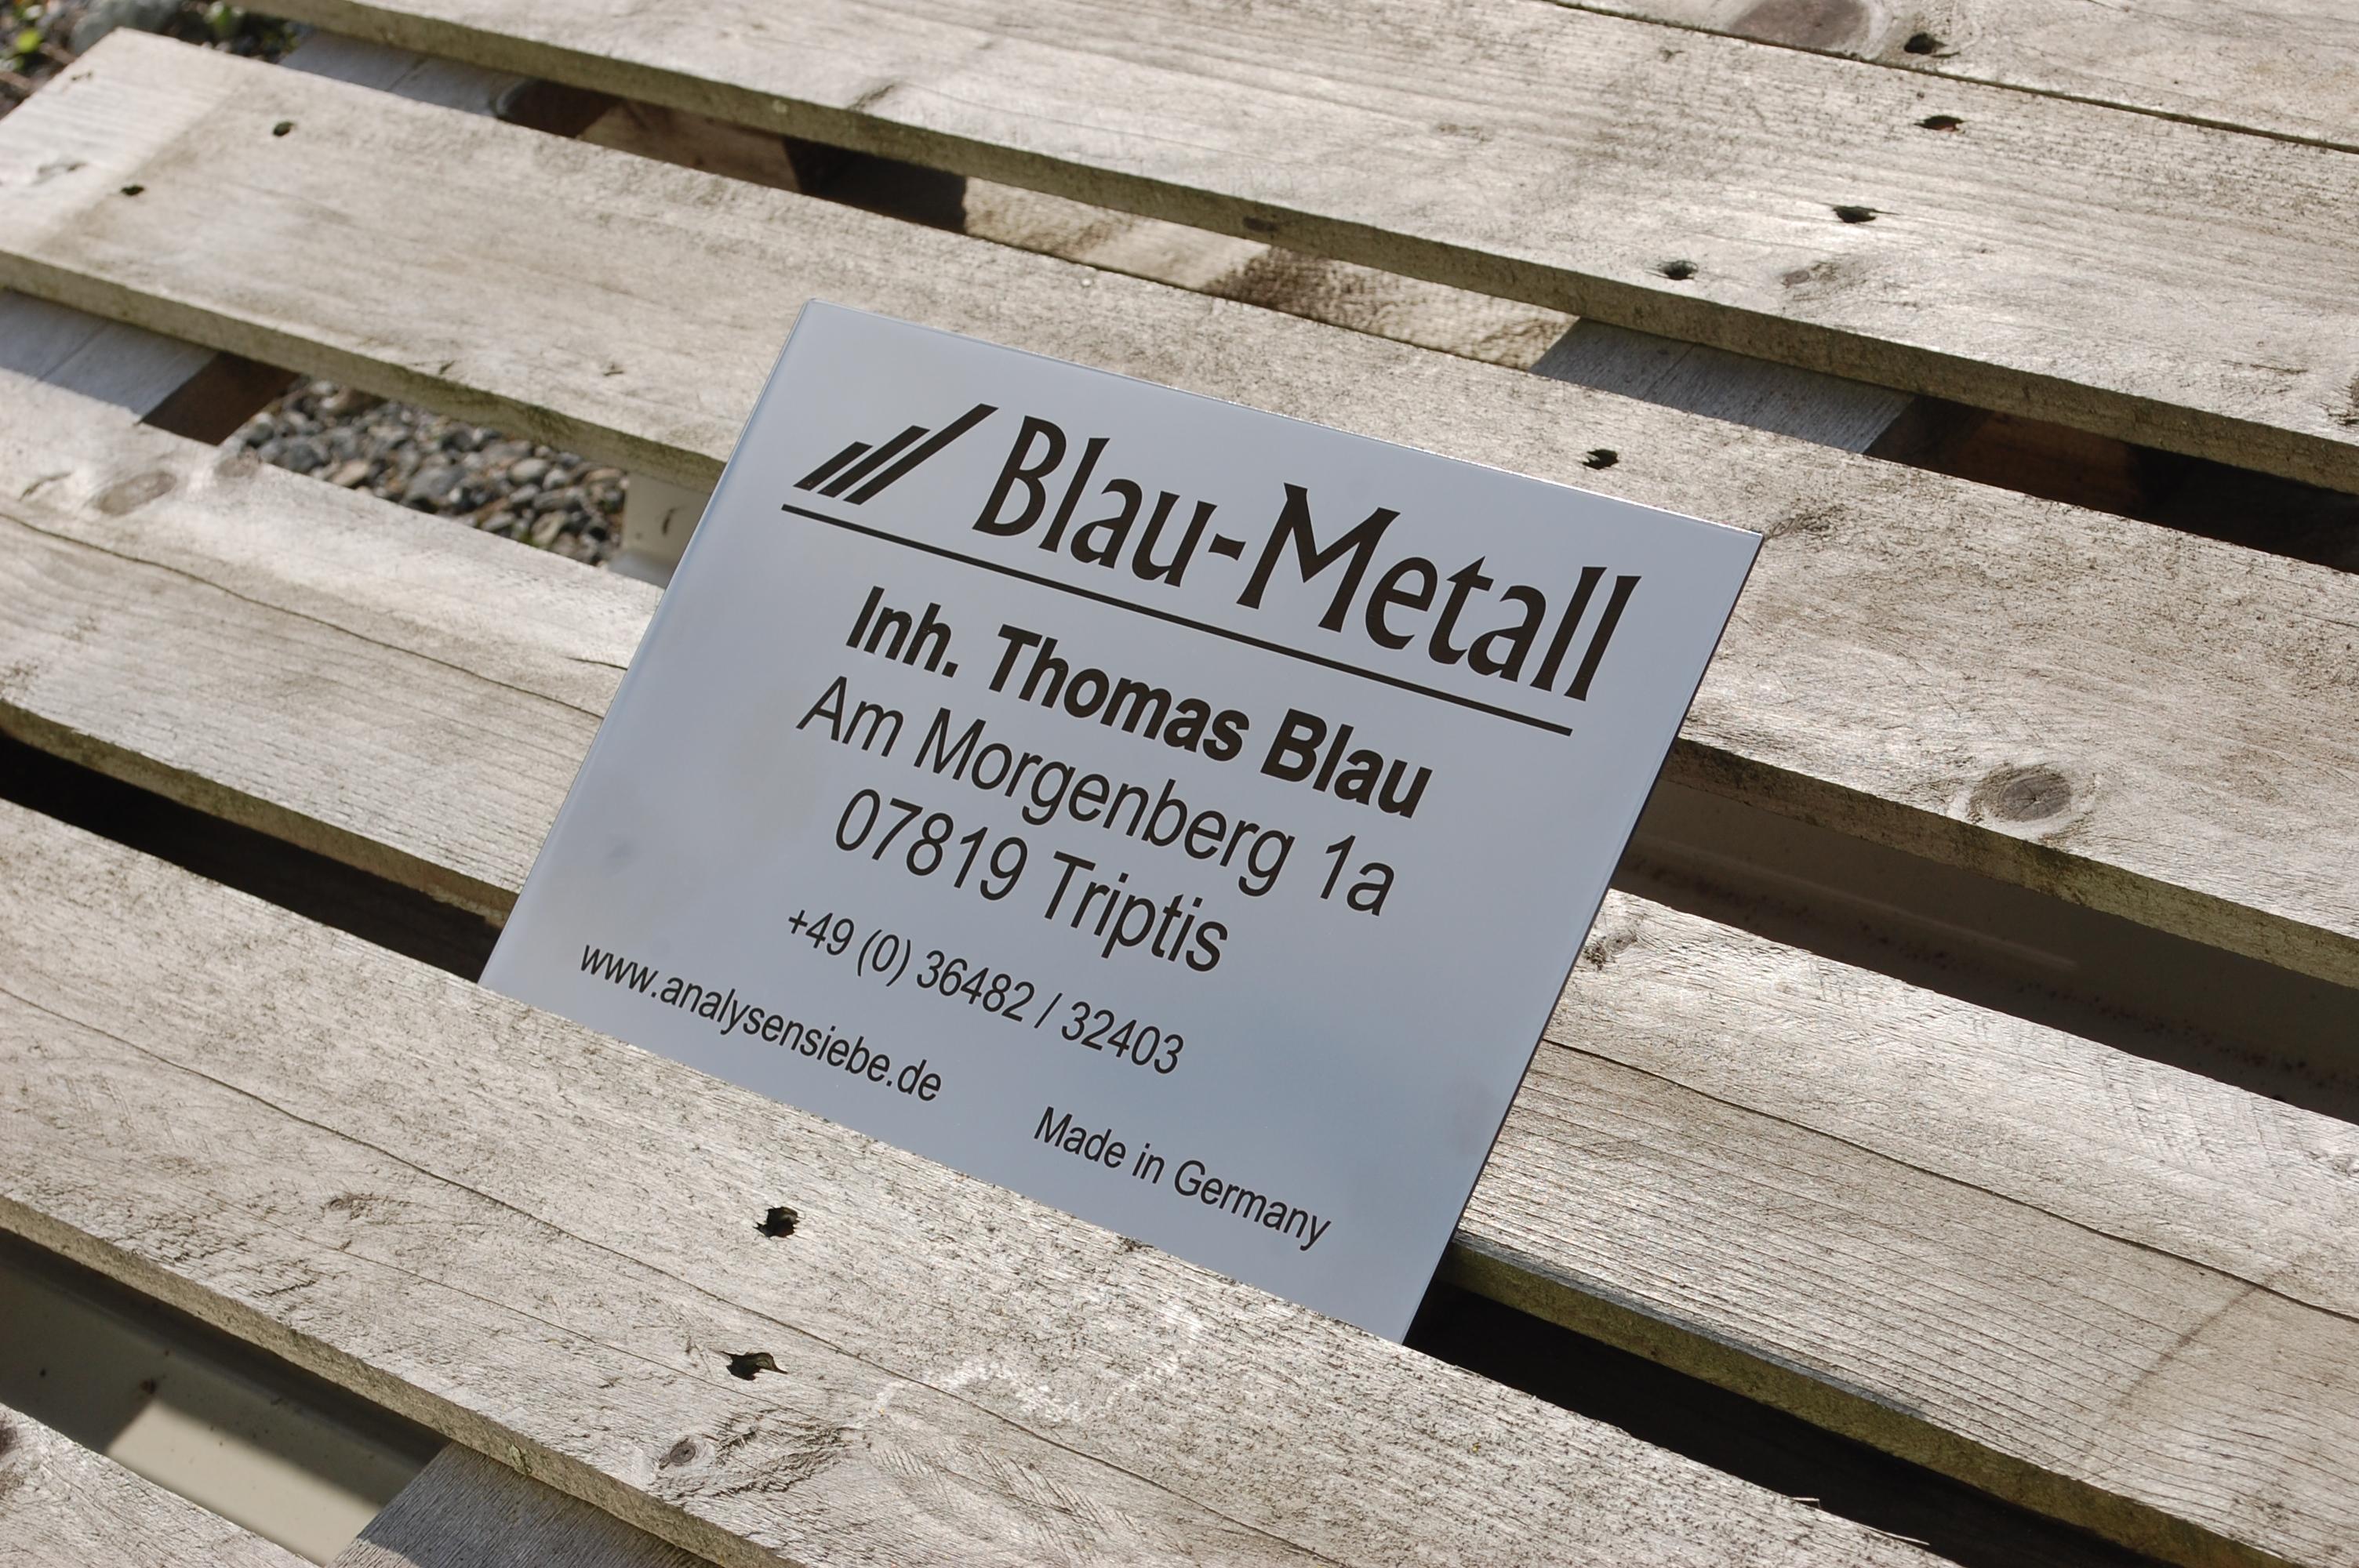 Blau-Metall
Inh. Thomas Blau
Am Morgenberg 1a
07819 Triptis
+49 (0) 36482 / 32403
www.analysensiebe.de
Made in Germany